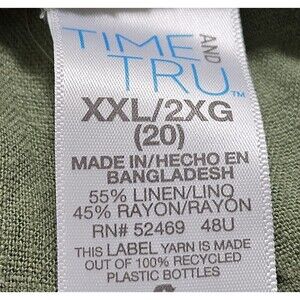 TIME AND
TRU™
XXL/2XG
(20)
MADE IN/HECHO EN
BANGLADESH
55% LINEN/LINO
45% RAYON/RAYON
RN# 52469 48U
THIS LABEL YARN IS MADE
OUT OF 100% RECYCLED
PLASTIC BOTTLES